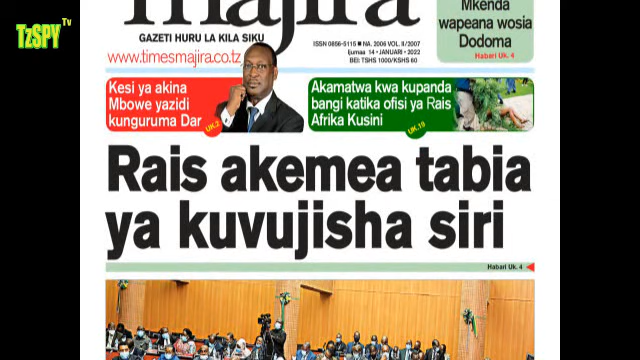 TzSPY Tv
majira
GAZETI HURU LA KILA SIKU
www.timesmajira.co.tz
ISSN 0856-5115 ■ NA. 2006 VOL. II/2007
Ijumaa 14 • JANUARI • 2022
BEI: TSHS 1000/KSHS 60
Mkenda
wapeana wosia
Dodoma
Habari Uk. 4
Kesi ya akina
Mbowe yazidi
kunguruma Dar
UK.2
Akamatwa kwa kupanda
bangi katika ofisi ya Rais
Afrika Kusini
UK.19
Rais akemea tabia
ya kuvujisha siri
Habari Uk. 4